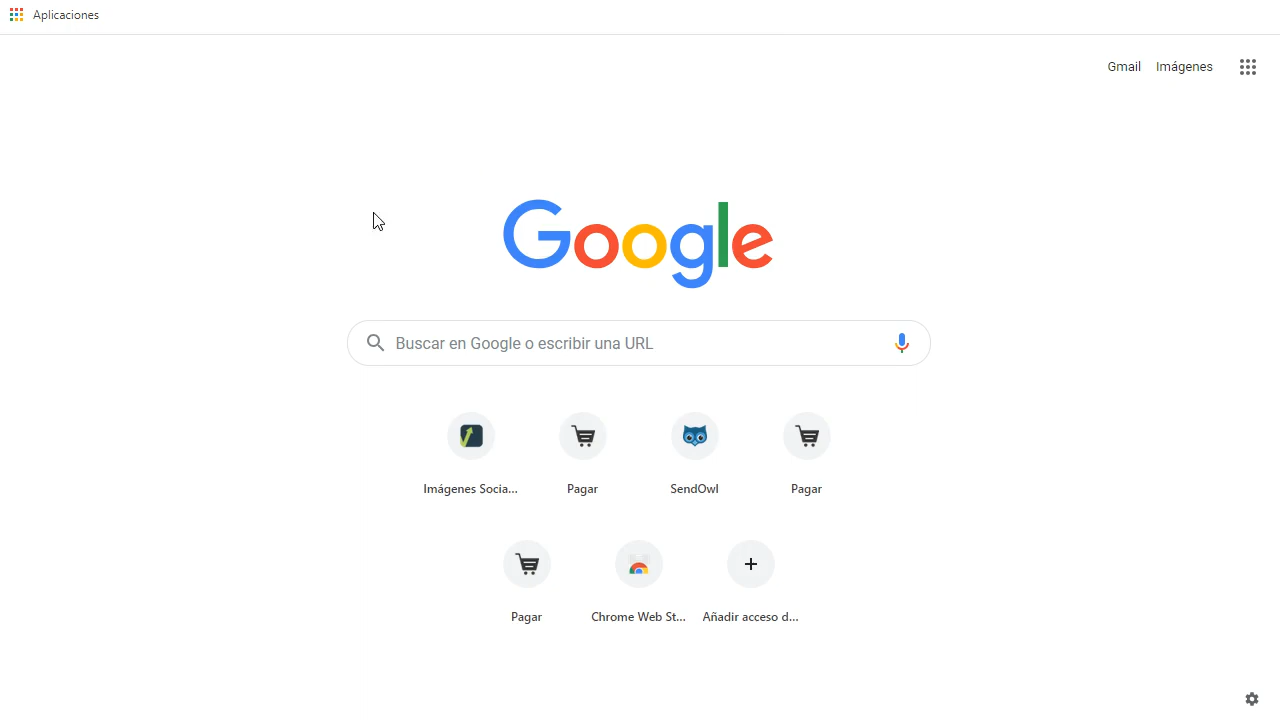 Aplicaciones
Gmail Imágenes
Google
Buscar en Google o escribir una URL
Imágenes Socia... Pagar SendOwl Pagar
Pagar Chrome Web St... Añadir acceso d...